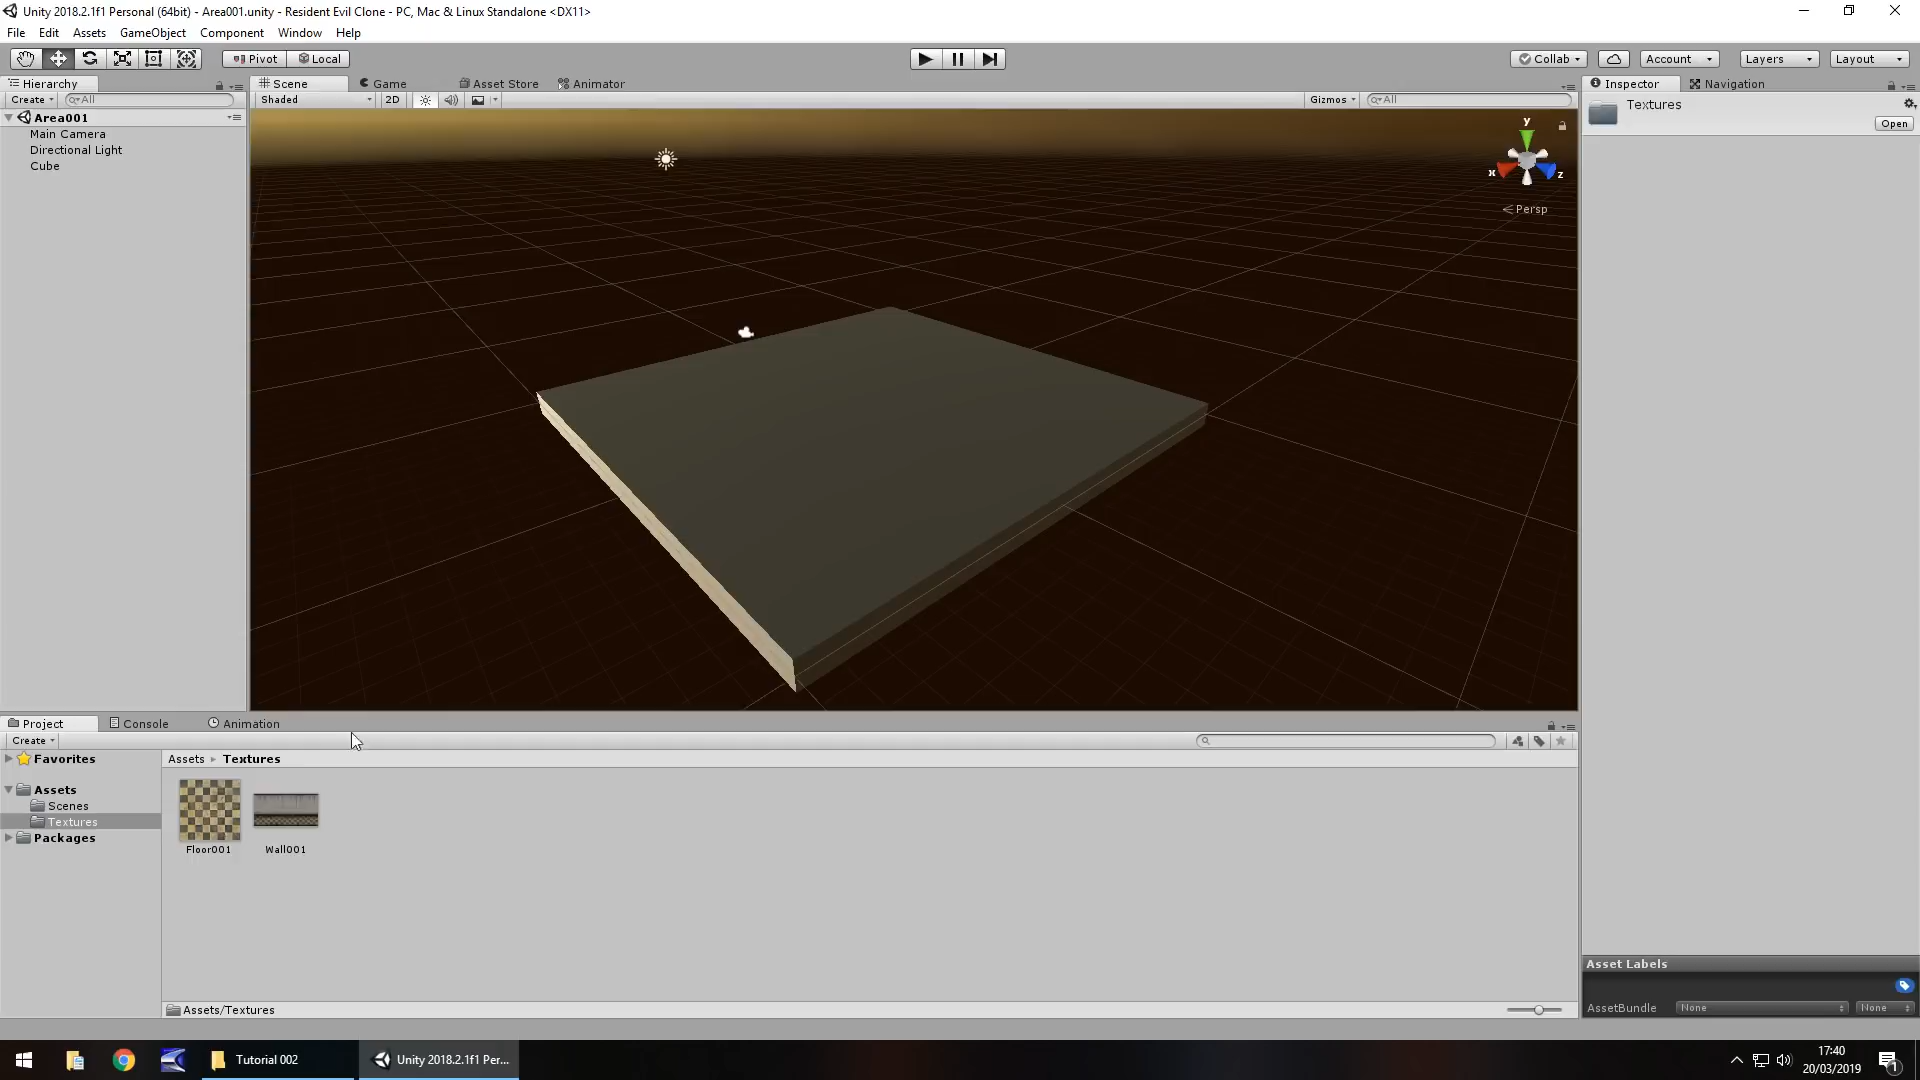 Unity 2018.2.1f1 Personal (64bit) - Area001.unity - Resident Evil Clone - PC, Mac & Linux Standalone <DX11>
File Edit Assets GameObject Component Window Help
Pivot Local Collab Account Layers Layout
Hierarchy Scene Game Asset Store Animator Inspector Navigation
Create All Shaded 2D Gizmos All
Textures
Open
Area001
Main Camera
Directional Light
Cube
y
x
z
Persp
Project Console Animation
Create
Favorites
Assets
Scenes
Textures
Packages
Assets Textures
Floor001 Wall001
Assets/Textures
Asset Labels
AssetBundle None None
Tutorial 002
Unity 2018.2.1f1 Per...
17:40
20/03/2019
1